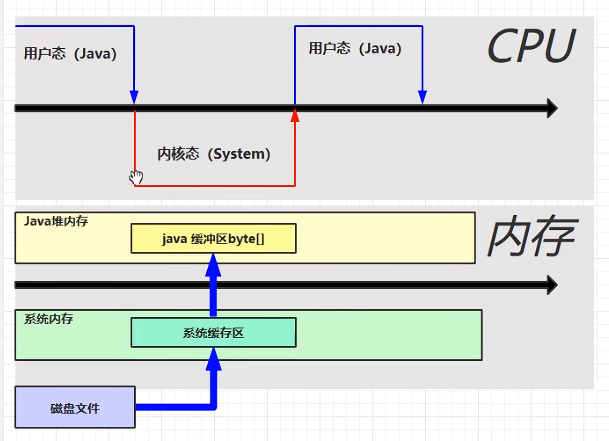 CPU
用户态（Java）
用户态（Java）
内核态（System）
Java堆内存
java 缓冲区byte[]
内存
系统内存
系统缓存区
磁盘文件